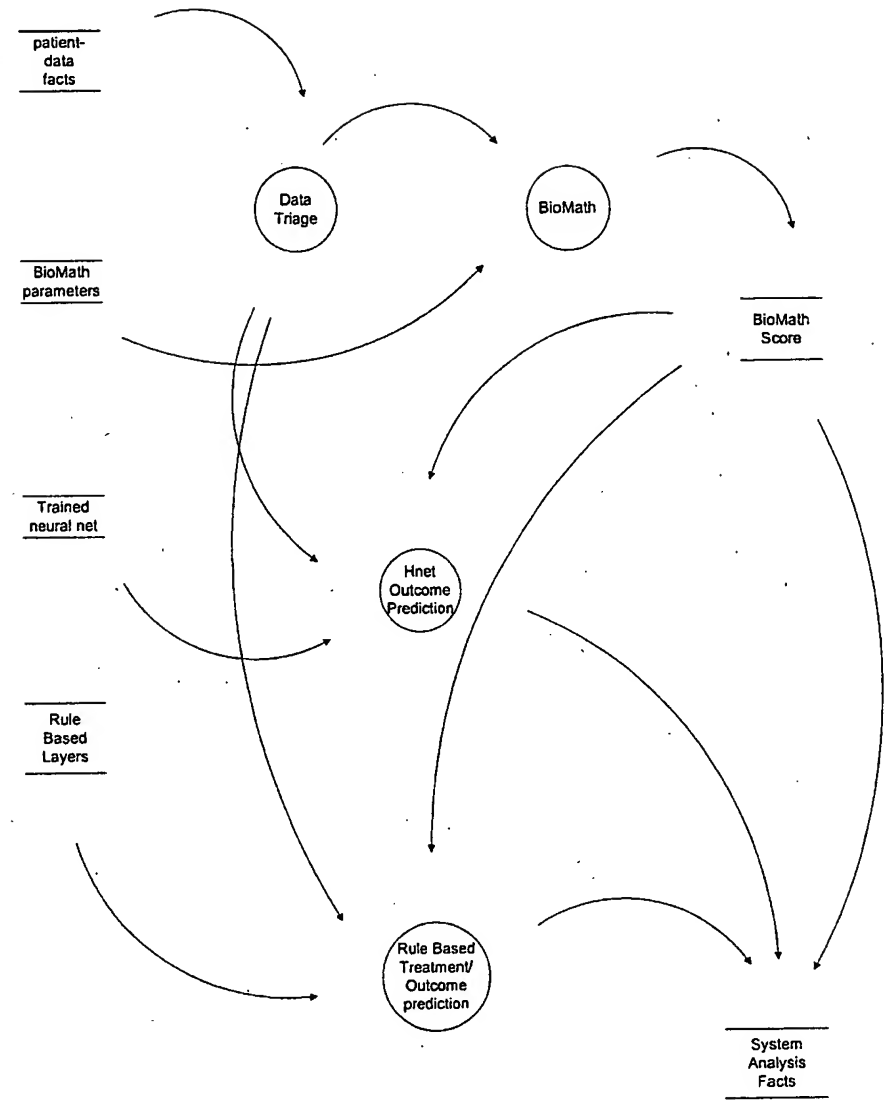 patient-
data
facts
Data
Triage
BioMath
BioMath
parameters
BioMath
Score
Trained
neural net
Hnet
Outcome
Prediction
Rule
Based
Layers
Rule Based
Treatment/
Outcome
prediction
System
Analysis
Facts